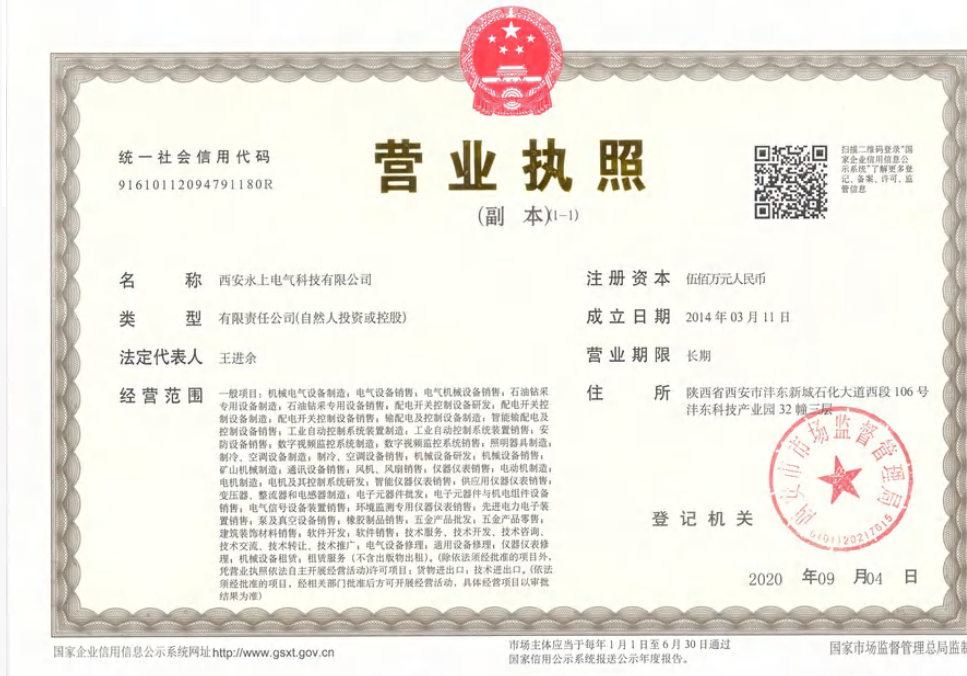 营业执照
(副 本)(1-1)
统一社会信用代码
91610112094791180R
扫描二维码登录“国
家企业信用信息公
示系统”了解更多登
记、备案、许可、监
管信息
名 称 西安永上电气科技有限公司
类 型 有限责任公司(自然人投资或控股)
法定代表人 王进余
经营范围 一般项目：机械电气设备制造；电气设备销售；电气机械设备销售；石油钻采
专用设备制造；石油钻采专用设备销售；配电开关控制设备研发；配电开关控
制设备制造；配电开关控制设备销售；输配电及控制设备制造；智能输配电及
控制设备销售；工业自动控制系统装置制造；工业自动控制系统装置销售；安
防设备销售；数字视频监控系统制造；数字视频监控系统销售；照明器具制造；
制冷、空调设备制造；制冷、空调设备销售；机械设备研发；机械设备销售；
矿山机械制造；通讯设备销售；风机、风扇销售；仪器仪表销售；电动机制造；
电机制造；电机及其控制系统研发；智能仪器仪表销售；供应用仪器仪表销售；
变压器、整流器和电感器制造；电子元器件批发；电子元器件与机电组件设备
销售；电气信号设备装置销售；环境监测专用仪器仪表销售；先进电力电子装
置销售；泵及真空设备销售；橡胶制品销售；五金产品批发；五金产品零售；
建筑装饰材料销售；软件开发；软件销售；技术服务、技术开发、技术咨询、
技术交流、技术转让、技术推广；电气设备修理；通用设备修理；仪器仪表修
理；机械设备租赁；租赁服务（不含出版物出租）。(除依法须经批准的项目外，
凭营业执照依法自主开展经营活动)许可项目：货物进出口；技术进出口。(依法
须经批准的项目，经相关部门批准后方可开展经营活动，具体经营项目以审批
结果为准)
注册资本 伍佰万元人民币
成立日期 2014年03月11日
营业期限 长期
住 所 陕西省西安市沣东新城石化大道西段106号
沣东科技产业园32幢三层
登记机关
西安市市场监督管理局
6101120217015
2020 年09 月04 日
国家企业信用信息公示系统网址http://www.gsxt.gov.cn
市场主体应当于每年1月1日至6月30日通过
国家信用公示系统报送公示年度报告。
国家市场监督管理总局监制